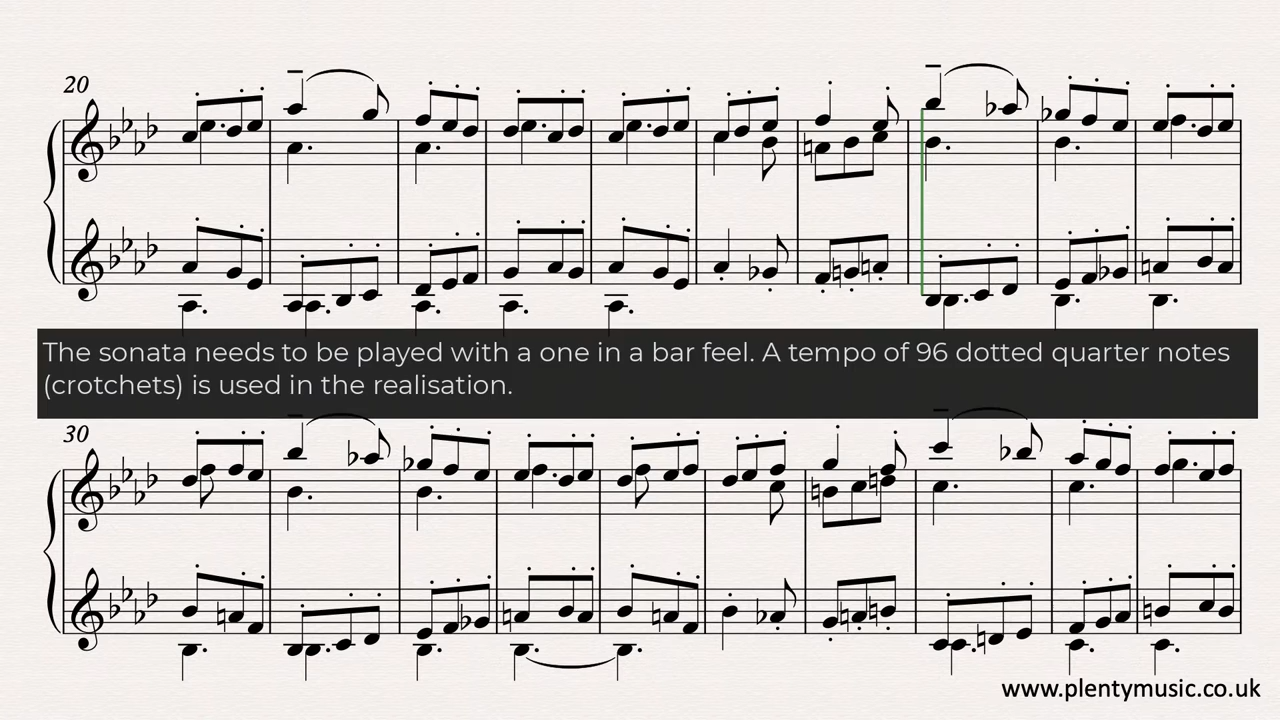 20
The sonata needs to be played with a one in a bar feel. A tempo of 96 dotted quarter notes
(crotchets) is used in the realisation.
30
www.plentymusic.co.uk